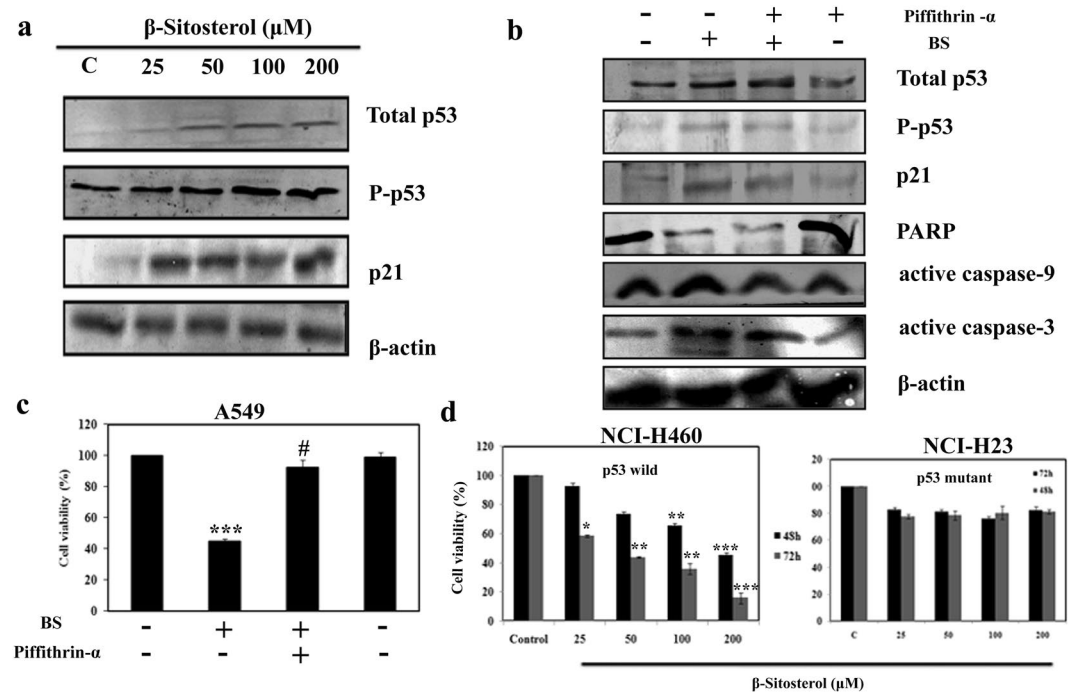 a
β-Sitosterol (μM)
C 25 50 100 200
Total p53
P-p53
p21
β-actin
b
- - + + Piffithrin -α
- + + - BS
Total p53
P-p53
p21
PARP
active caspase-9
active caspase-3
β-actin
c
A549
Cell viability (%)
120
100
80
60
40
20
0
***
#
BS - + + -
Piffithrin-α - - + -
d
NCI-H460
p53 wild
Cell viability (%)
120
100
80
60
40
20
0
*
**
**
**
***
***
48h
72h
Control 25 50 100 200
NCI-H23
p53 mutant
72h
48h
120
00
80
60
40
20
0
C 25 50 100 200
β-Sitosterol (μM)